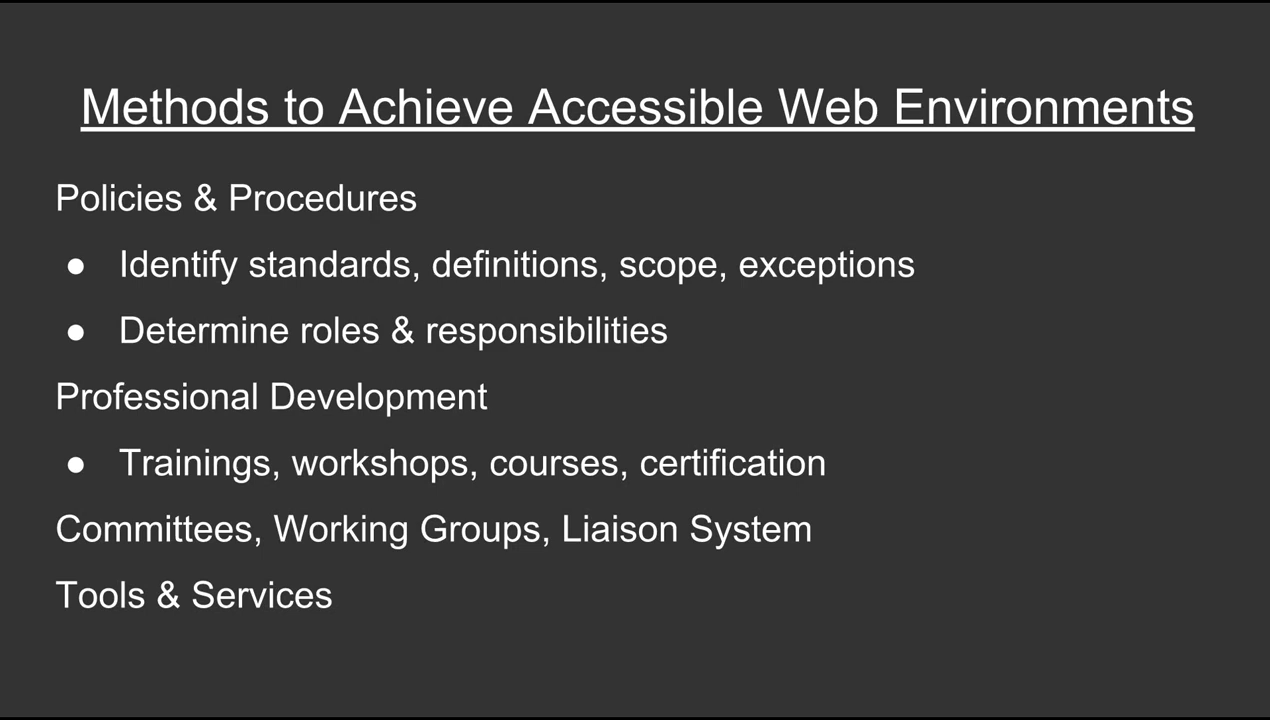 Methods to Achieve Accessible Web Environments
Policies & Procedures
● Identify standards, definitions, scope, exceptions
● Determine roles & responsibilities
Professional Development
● Trainings, workshops, courses, certification
Committees, Working Groups, Liaison System
Tools & Services